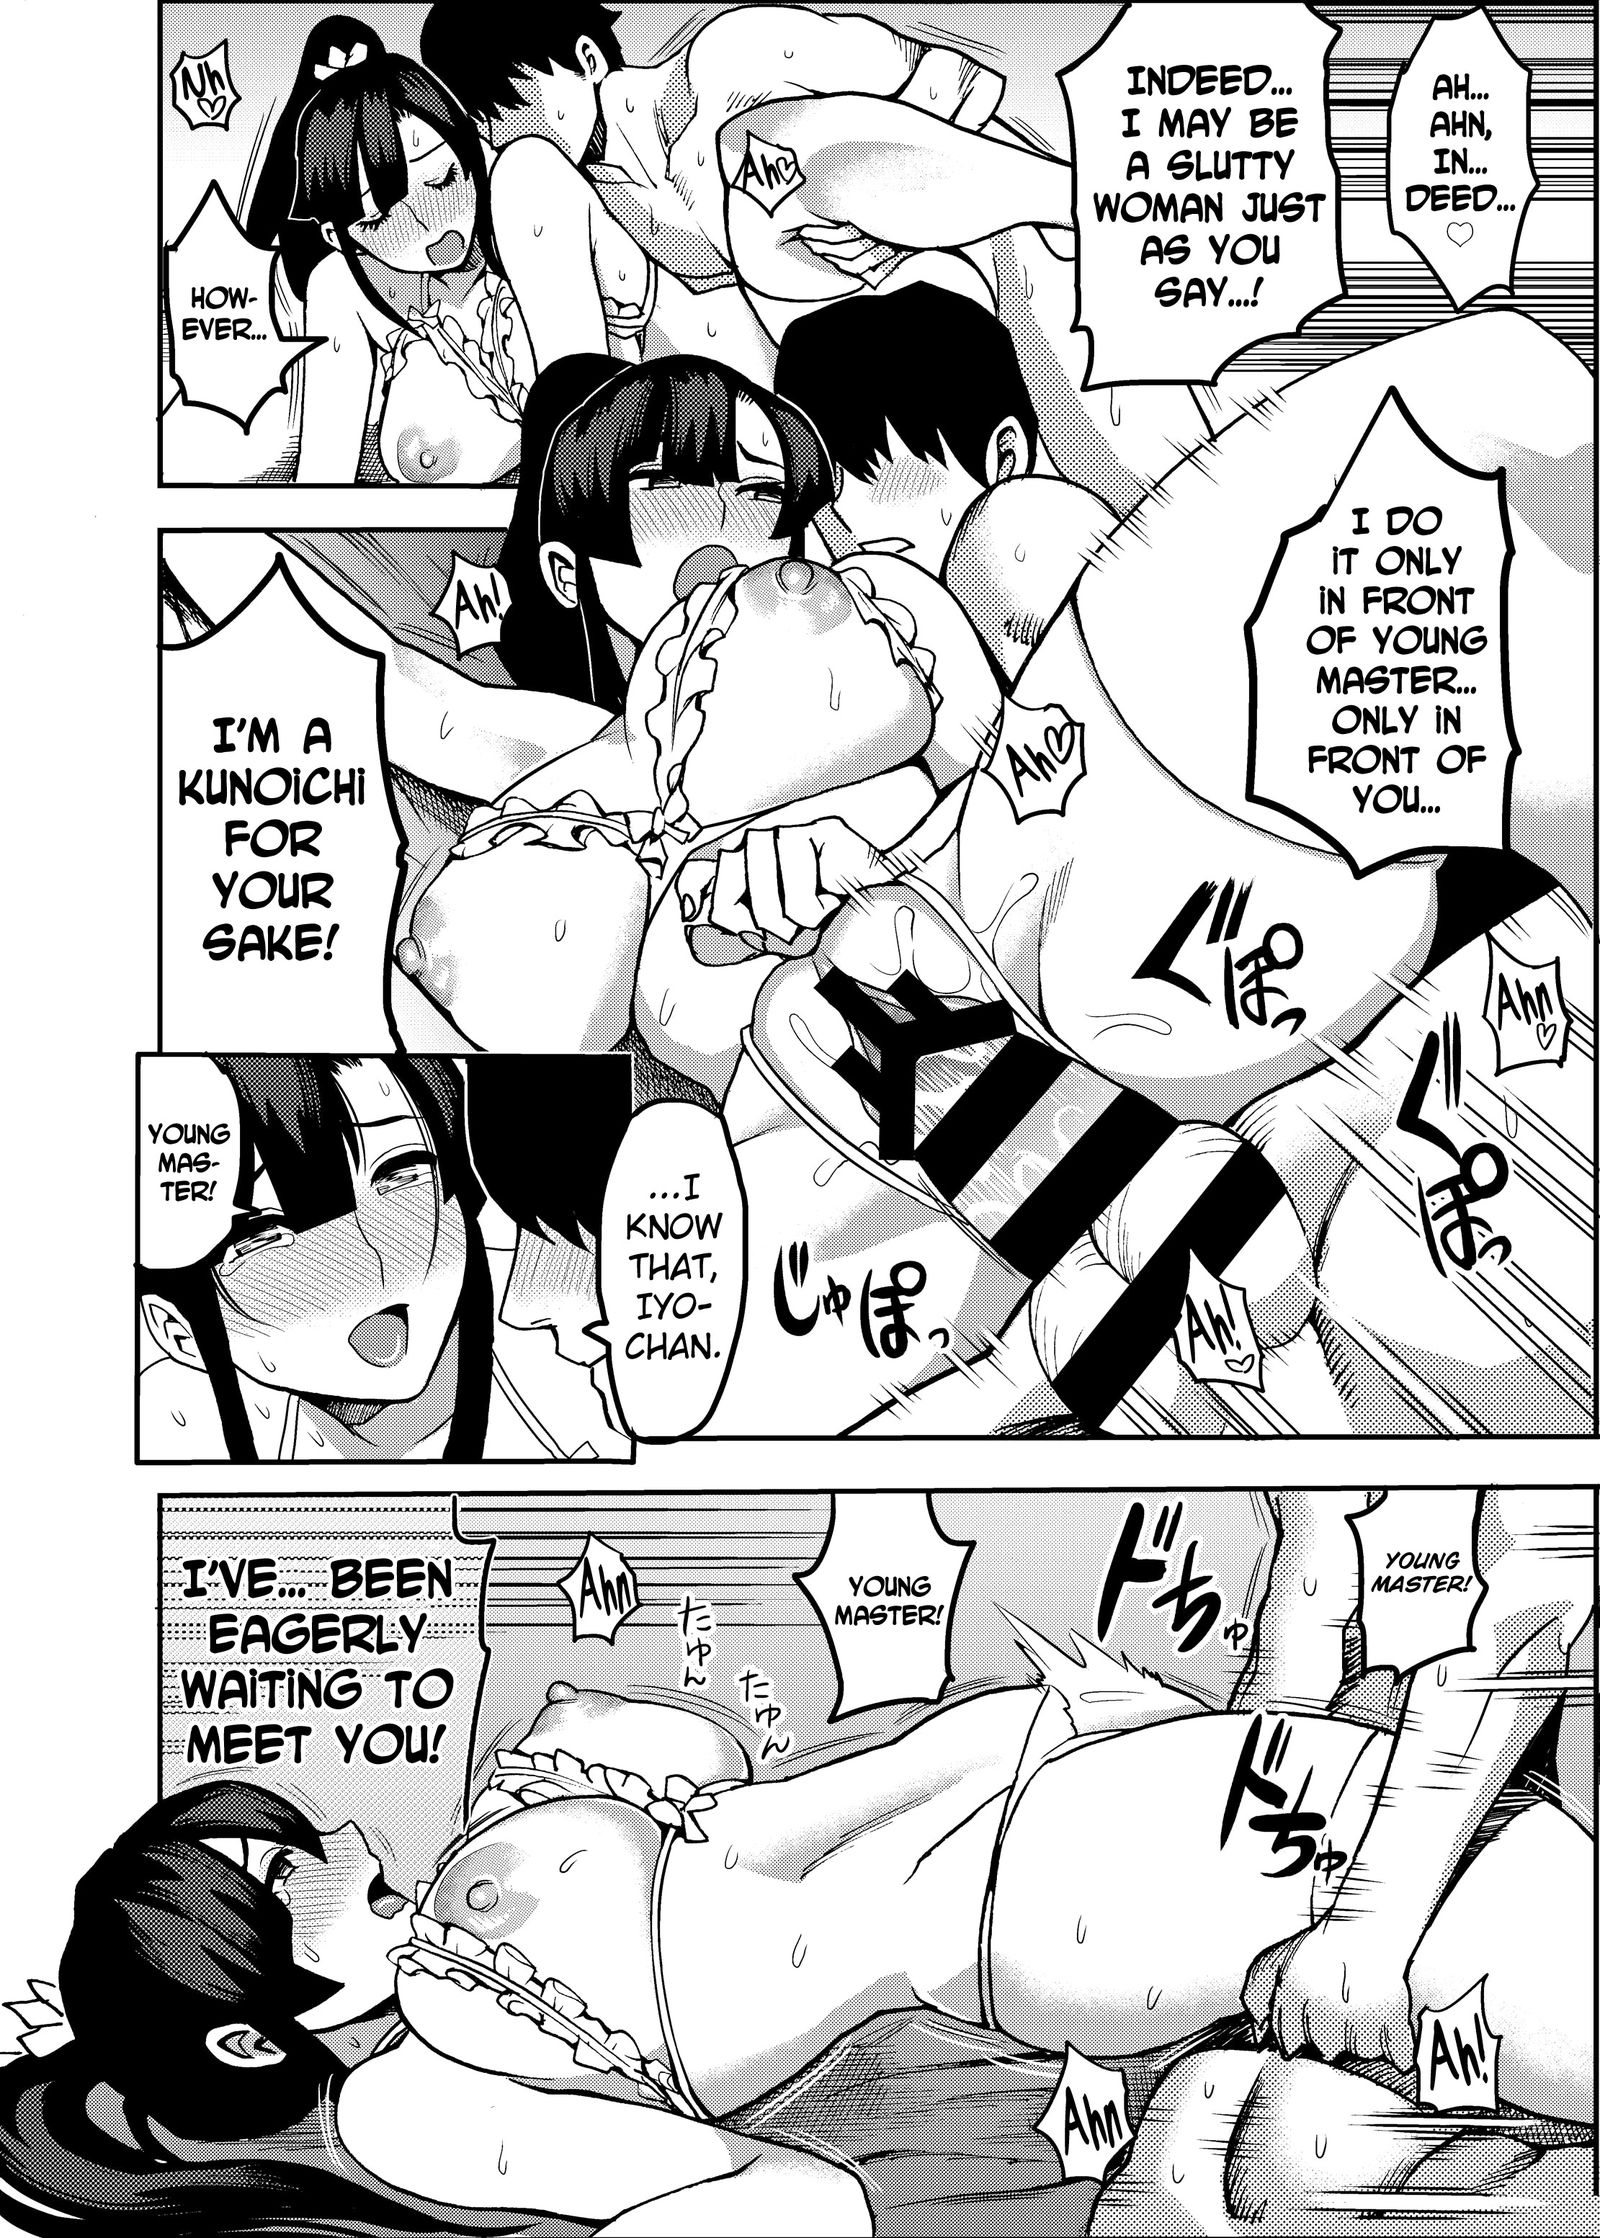 AH...
AHN,
IN...
DEED...
♡
INDEED...
I MAY BE
A SLUTTY
WOMAN JUST
AS YOU
SAY...!
Ah♡
Nh
♡
HOW-
EVER...
I DO
IT ONLY
IN FRONT
OF YOUNG
MASTER...
ONLY IN
FRONT OF
YOU...
Ah♡
Ah!
I'M A
KUNOICHI
FOR
YOUR
SAKE!
ぐぽっ
Ahn
♡
ぐぽっ
Ah!
♡
じゅぽっ
...I
KNOW
THAT,
IYO-
CHAN.
YOUNG
MAS-
TER!
YOUNG
MASTER!
ドちゅ
YOUNG
MASTER!
たゆん
たゆん
Ahn
I'VE... BEEN
EAGERLY
WAITING TO
MEET YOU!
ドちゅ
Ah!
Ahn